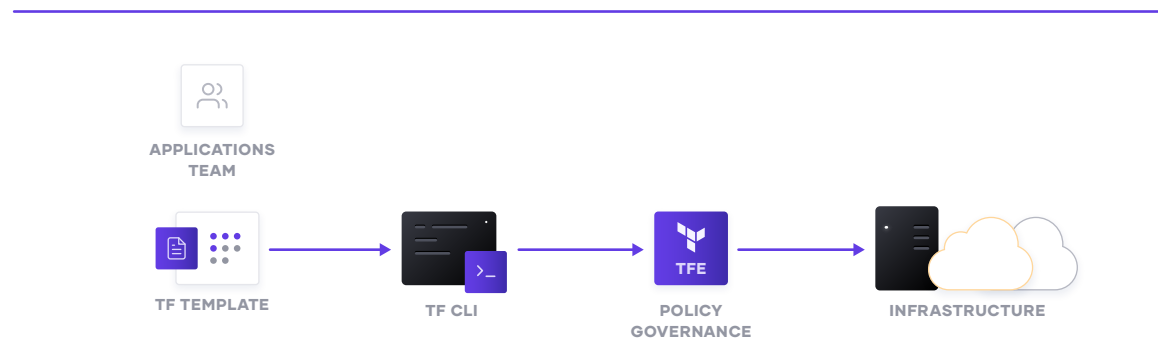 APPLICATIONS
TEAM
TF TEMPLATE
TF CLI
TFE
POLICY
GOVERNANCE
INFRASTRUCTURE